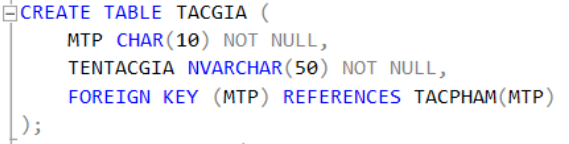 CREATE TABLE TACGIA (
    MTP CHAR(10) NOT NULL,
    TENTACGIA NVARCHAR(50) NOT NULL,
    FOREIGN KEY (MTP) REFERENCES TACPHAM(MTP)
);